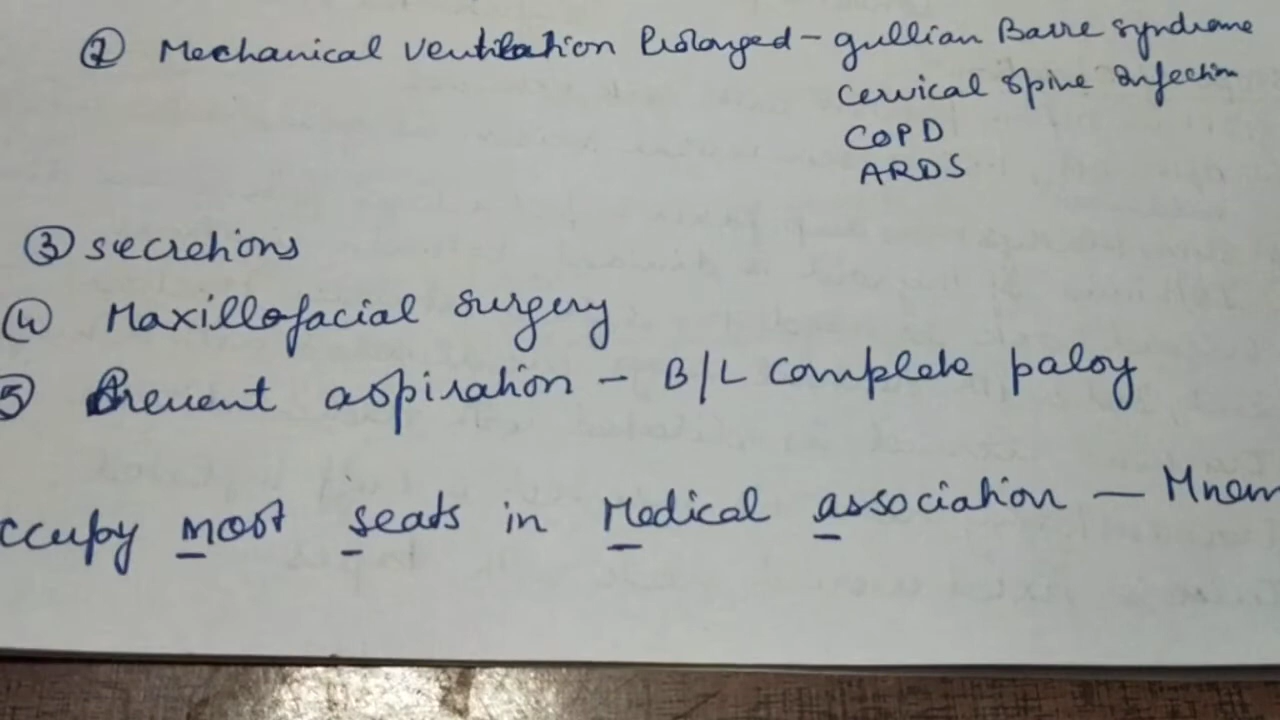 ② Mechanical Ventilation Prolonged - gullian Barre syndrome
Cervical spine Infection
COPD
ARDS
③ secretions
④ Maxillofacial surgery
⑤ Prevent aspiration - B/L complete palsy
ccupy most seats in Medical association - Mnem